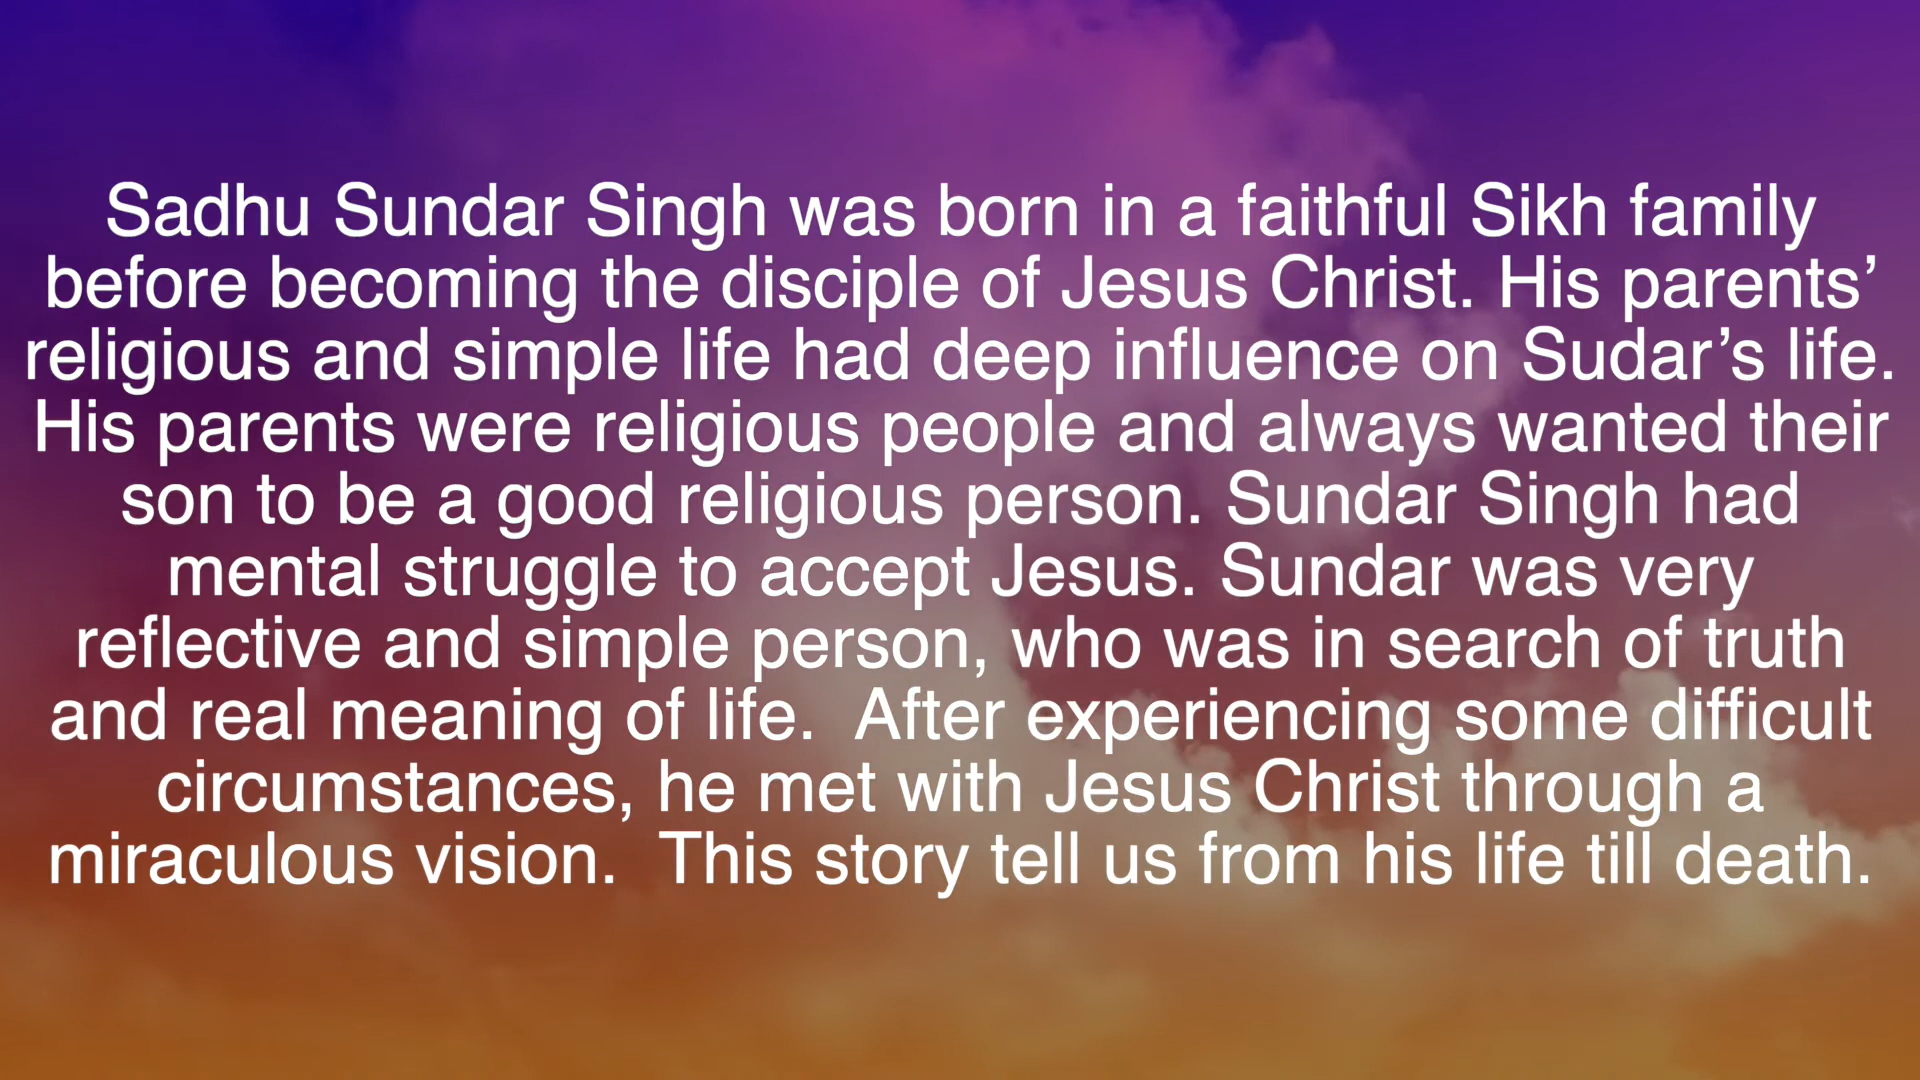 Sadhu Sundar Singh was born in a faithful Sikh family
before becoming the disciple of Jesus Christ. His parents’
religious and simple life had deep influence on Sudar’s life.
His parents were religious people and always wanted their
son to be a good religious person. Sundar Singh had
mental struggle to accept Jesus. Sundar was very
reflective and simple person, who was in search of truth
and real meaning of life.  After experiencing some difficult
circumstances, he met with Jesus Christ through a
miraculous vision.  This story tell us from his life till death.